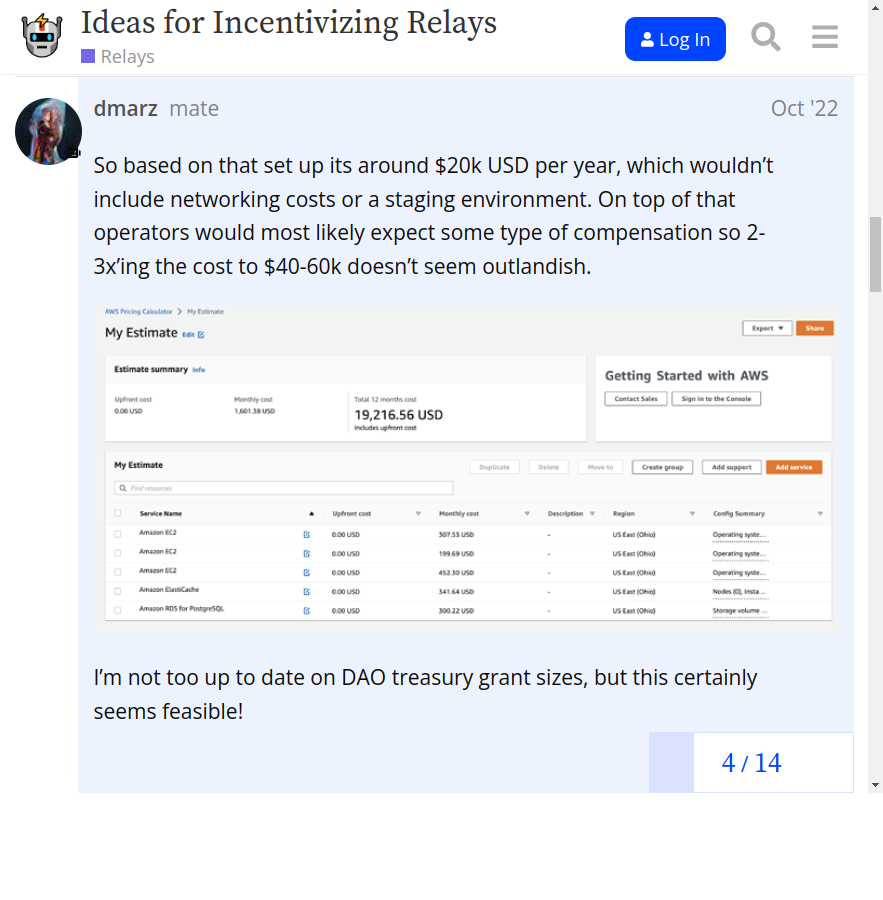 Ideas for Incentivizing Relays
Relays
Log In
dmarz mate Oct '22
So based on that set up its around $20k USD per year, which wouldn’t
include networking costs or a staging environment. On top of that
operators would most likely expect some type of compensation so 2-
3x’ing the cost to $40-60k doesn’t seem outlandish.
AWS Pricing Calculator > My Estimate
My Estimate Edit
Export Share
Estimate summary Info
Upfront cost Monthly cost Total 12 months cost
0.00 USD 1,601.38 USD 19,216.56 USD
Includes upfront cost
Getting Started with AWS
Contact Sales Sign in to the Console
My Estimate Duplicate Delete Move to Create group Add support Add service
Find resources
Service Name Upfront cost Monthly cost Description Region Config Summary
Amazon EC2 0.00 USD 307.53 USD - US East (Ohio) Operating syste...
Amazon EC2 0.00 USD 199.69 USD - US East (Ohio) Operating syste...
Amazon EC2 0.00 USD 452.30 USD - US East (Ohio) Operating syste...
Amazon ElastiCache 0.00 USD 341.64 USD - US East (Ohio) Nodes (0), Insta...
Amazon RDS for PostgreSQL 0.00 USD 300.22 USD - US East (Ohio) Storage volume ...
I’m not too up to date on DAO treasury grant sizes, but this certainly
seems feasible!
4 / 14